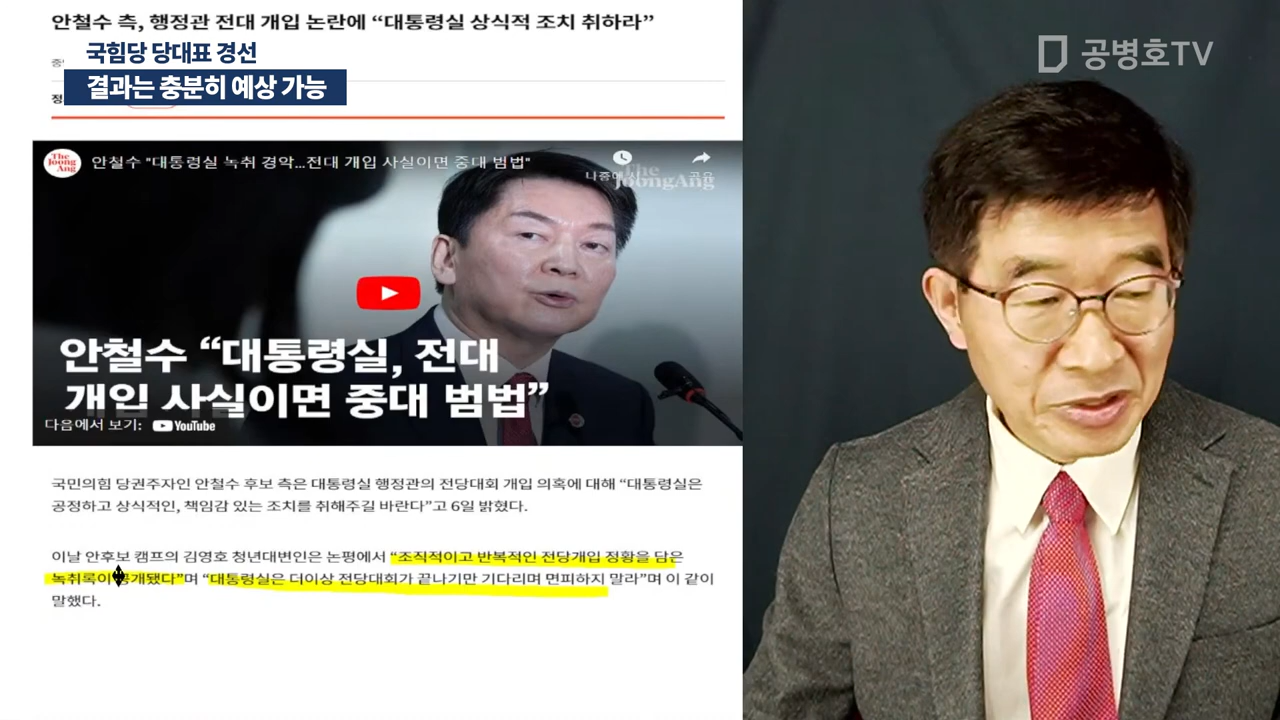 안철수 측, 행정관 전대 개입 논란에 “대통령실 상식적 조치 취하라”
국힘당 당대표 경선
결과는 충분히 예상 가능
공병호TV
The JoongAng
안철수 "대통령실 녹취 경악...전대 개입 사실이면 중대 범법"
The JoongAng
안철수 “대통령실, 전대
개입 사실이면 중대 범법”
다음에서 보기: YouTube
국민의힘 당권주자인 안철수 후보 측은 대통령실 행정관의 전당대회 개입 의혹에 대해 “대통령실은
공정하고 상식적인, 책임감 있는 조치를 취해주길 바란다”고 6일 밝혔다.
이날 안후보 캠프의 김영호 청년대변인은 논평에서 “조직적이고 반복적인 전당개입 정황을 담은
녹취록이 공개됐다”며 “대통령실은 더이상 전당대회가 끝나기만 기다리며 면피하지 말라”며 이 같이
말했다.